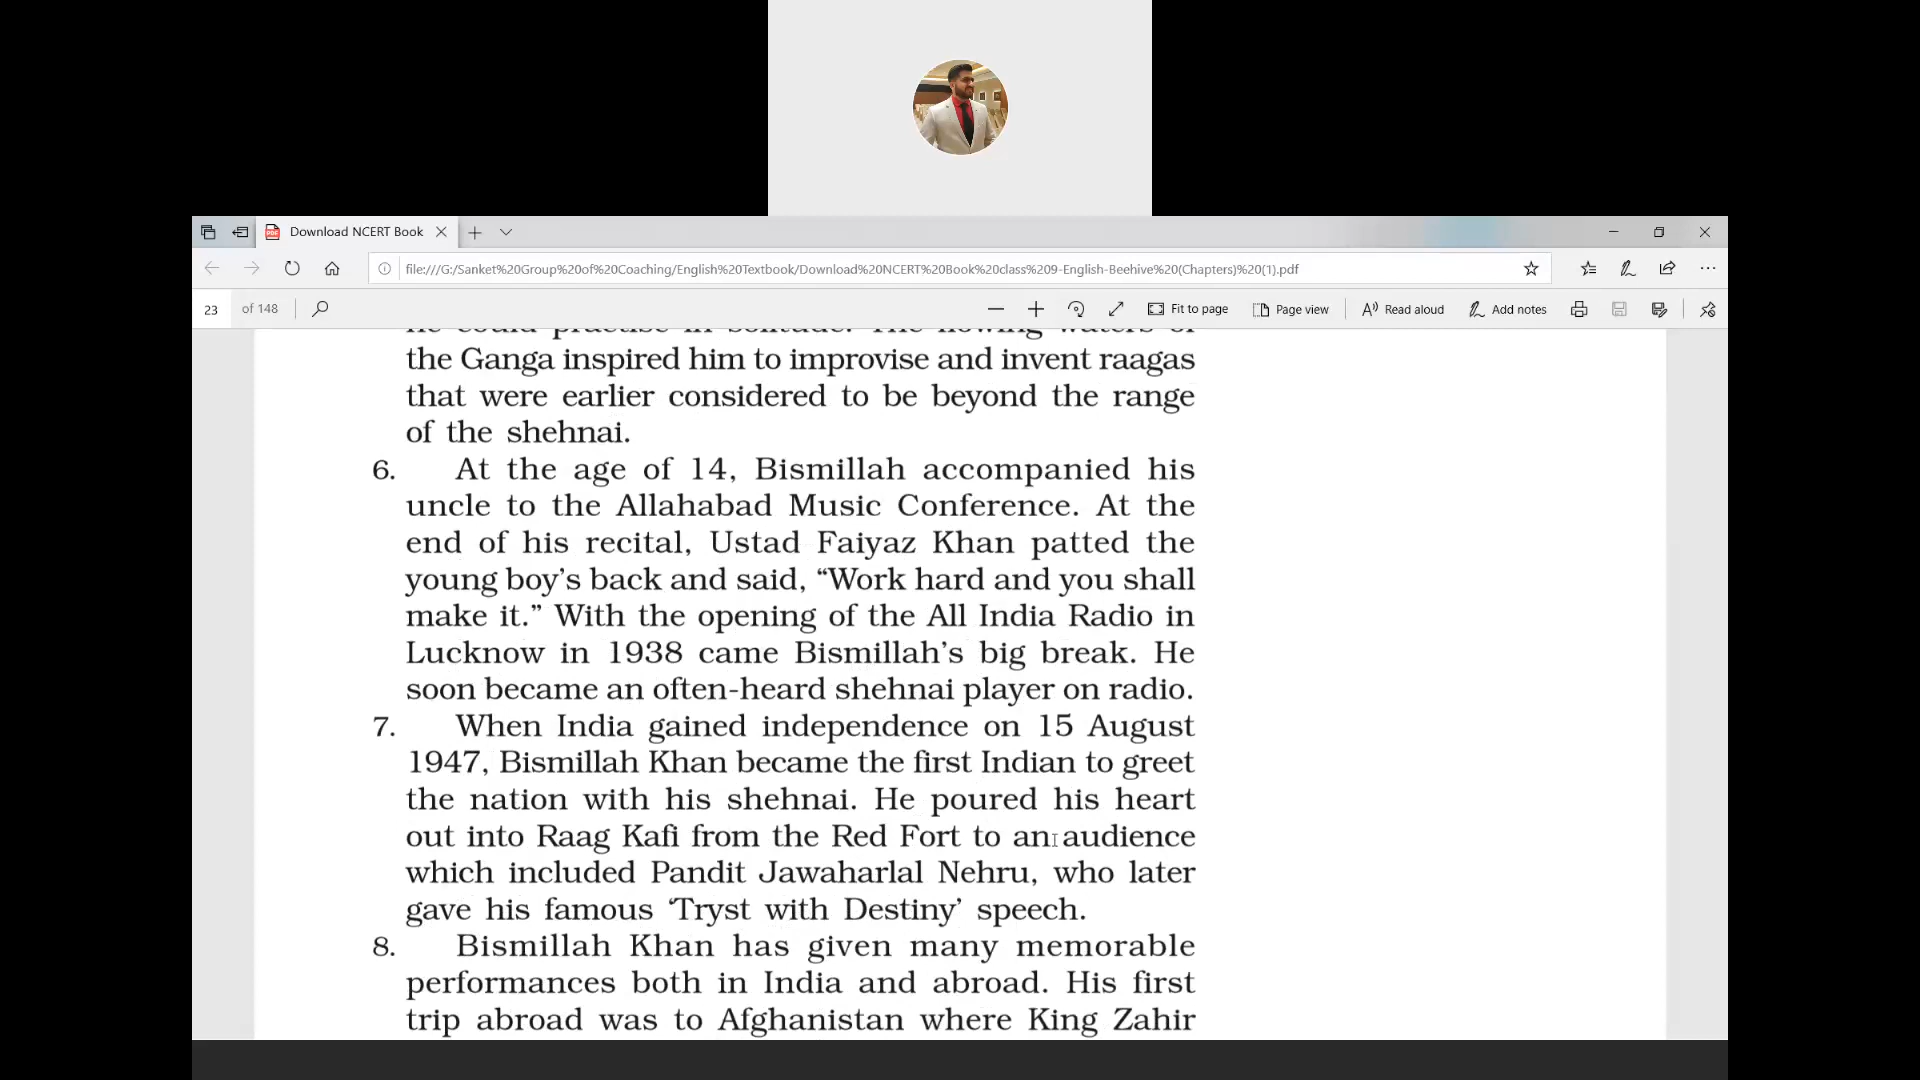 Download NCERT Book
file:///G:/Sanket%20Group%20of%20Coaching/English%20Textbook/Download%20NCERT%20Book%20class%209-English-Beehive%20(Chapters)%20(1).pdf
23 of 148 Fit to page Page view Read aloud Add notes
he could practise in solitude. The flowing waters of
the Ganga inspired him to improvise and invent raagas
that were earlier considered to be beyond the range
of the shehnai.
6. At the age of 14, Bismillah accompanied his
uncle to the Allahabad Music Conference. At the
end of his recital, Ustad Faiyaz Khan patted the
young boy’s back and said, “Work hard and you shall
make it.” With the opening of the All India Radio in
Lucknow in 1938 came Bismillah’s big break. He
soon became an often-heard shehnai player on radio.
7. When India gained independence on 15 August
1947, Bismillah Khan became the first Indian to greet
the nation with his shehnai. He poured his heart
out into Raag Kafi from the Red Fort to an audience
which included Pandit Jawaharlal Nehru, who later
gave his famous ‘Tryst with Destiny’ speech.
8. Bismillah Khan has given many memorable
performances both in India and abroad. His first
trip abroad was to Afghanistan where King Zahir